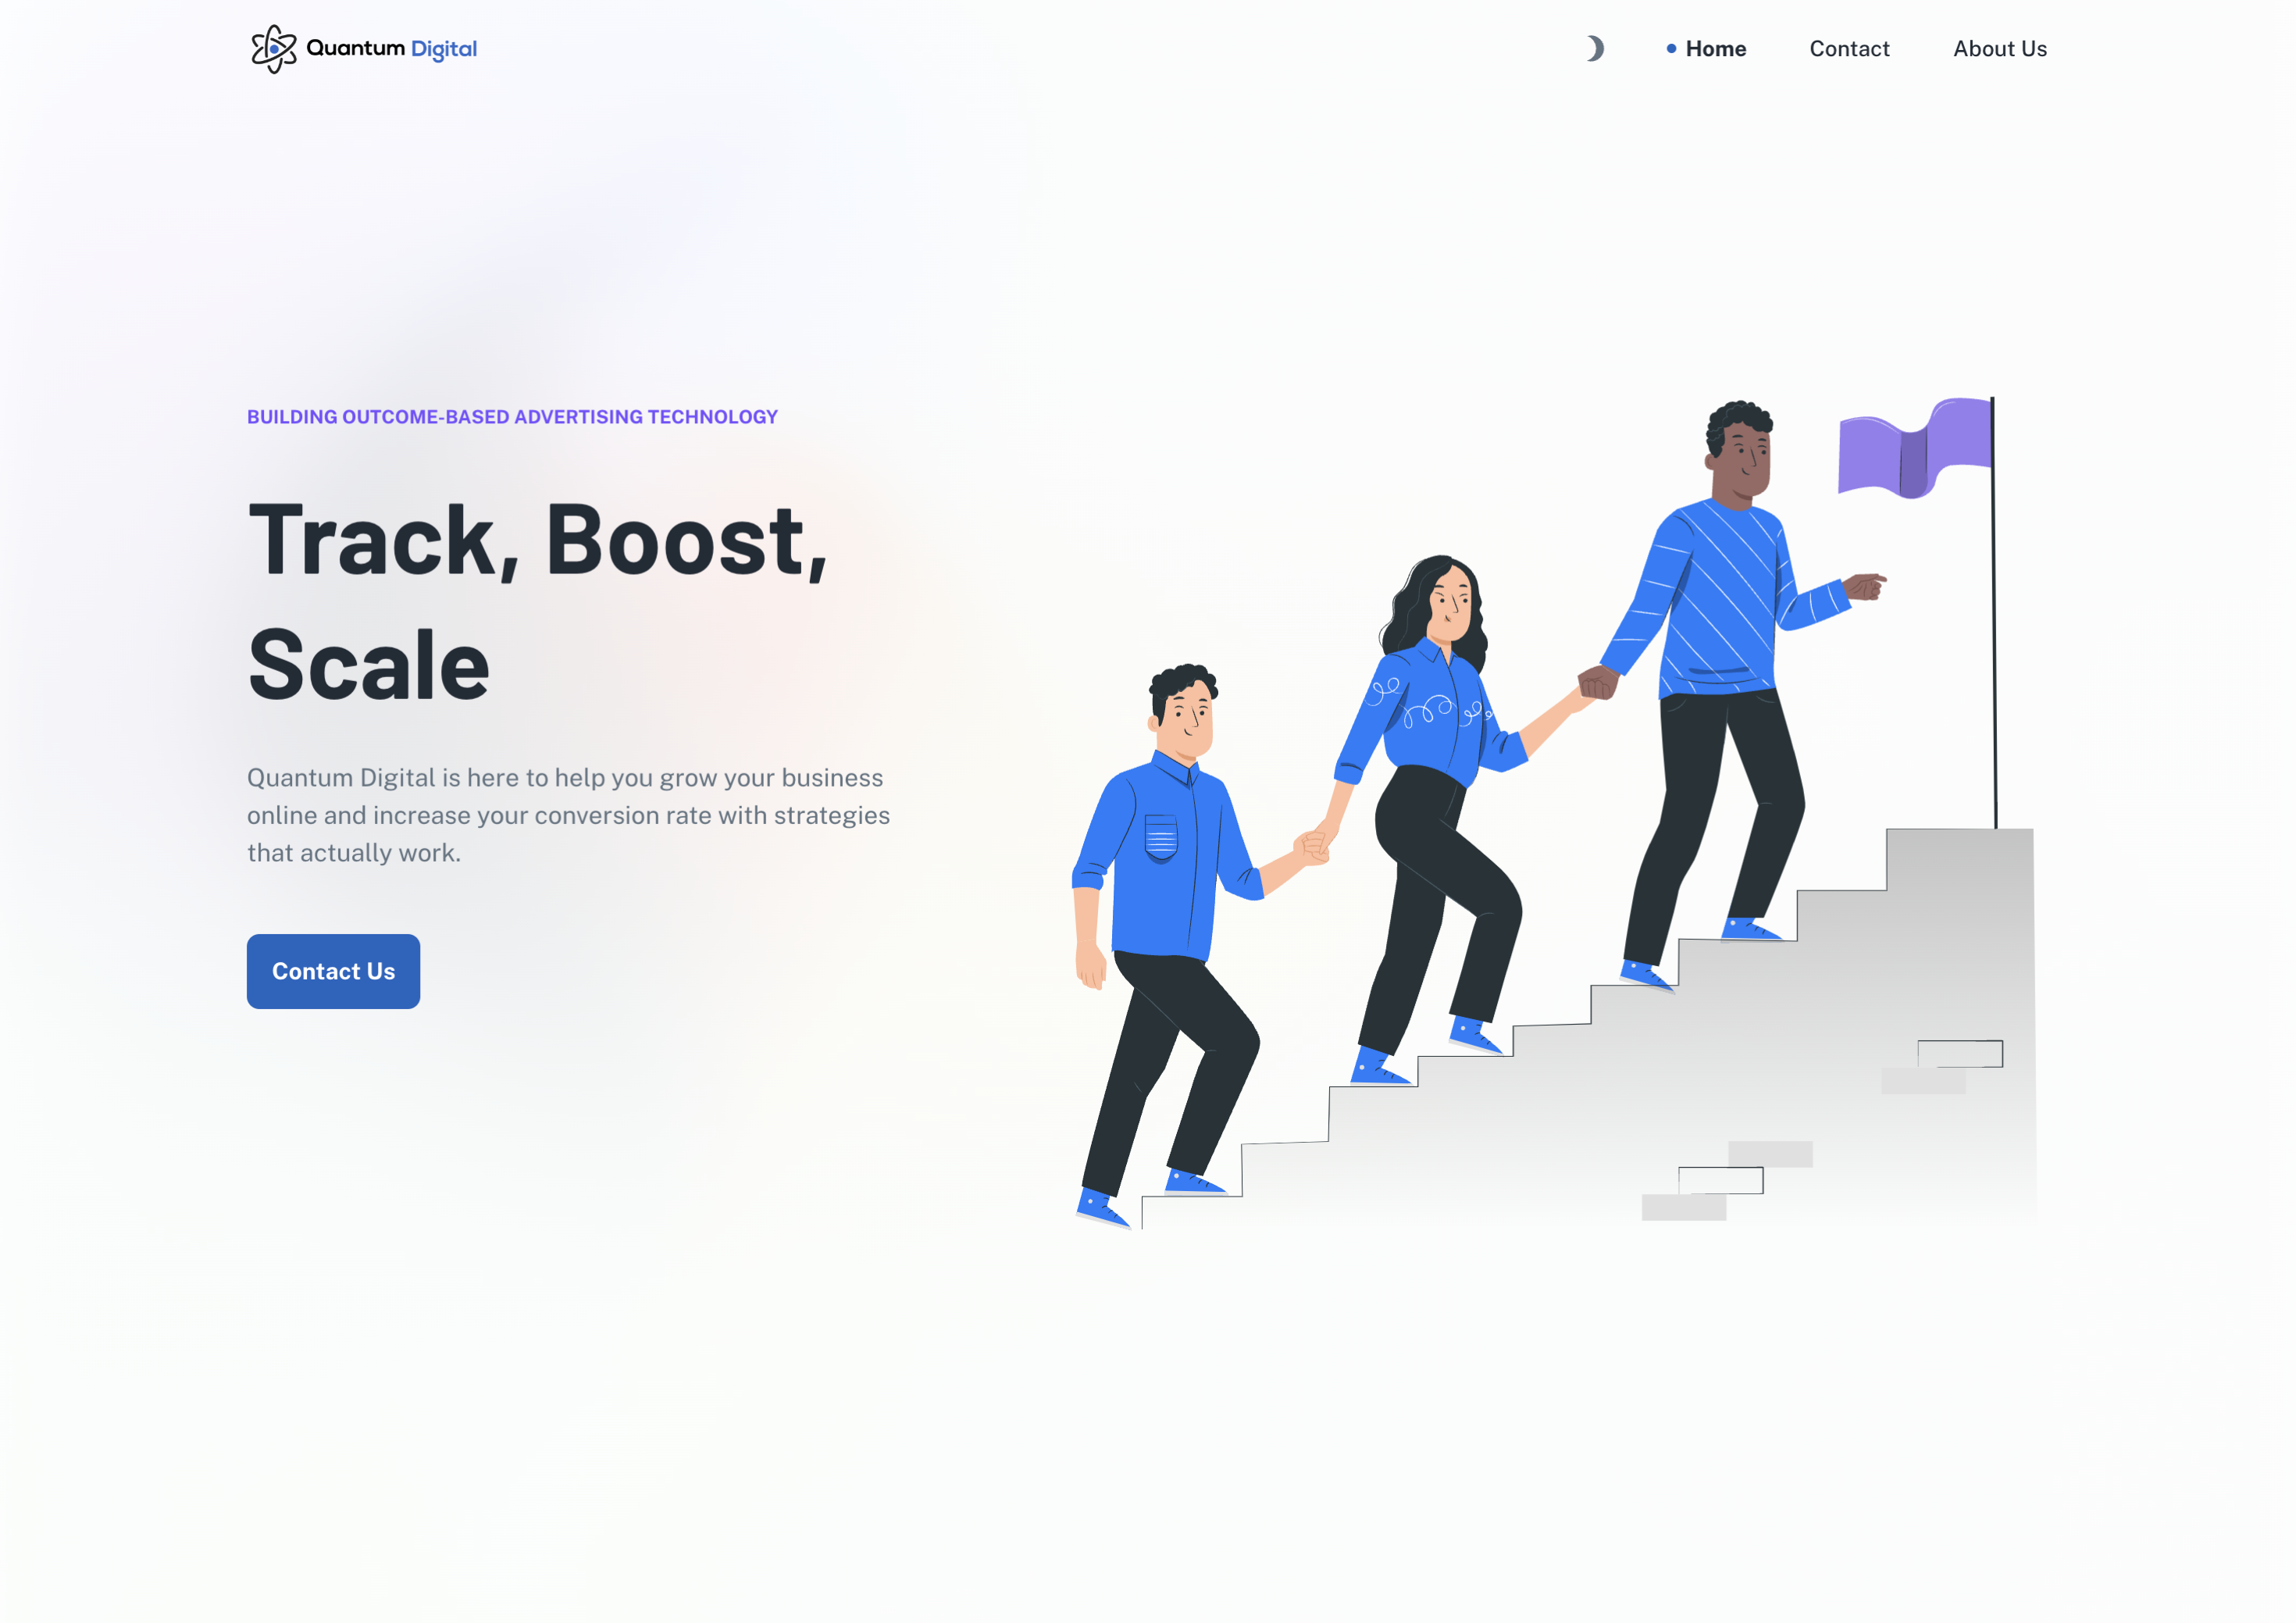 Quantum Digital
Home
Contact
About Us
BUILDING OUTCOME-BASED ADVERTISING TECHNOLOGY
Track, Boost,
Scale
Quantum Digital is here to help you grow your business
online and increase your conversion rate with strategies
that actually work.
Contact Us